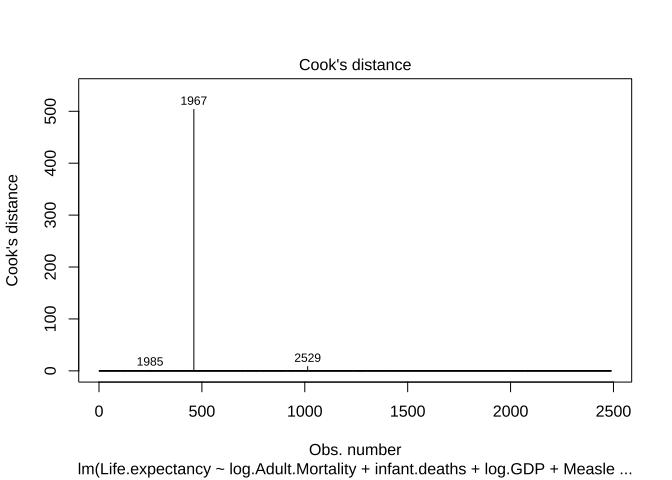 Cook's distance
Cook's distance
500
400
300
200
100
0
1967
1985
2529
0 500 1000 1500 2000 2500
Obs. number
lm(Life.expectancy ~ log.Adult.Mortality + infant.deaths + log.GDP + Measle ...